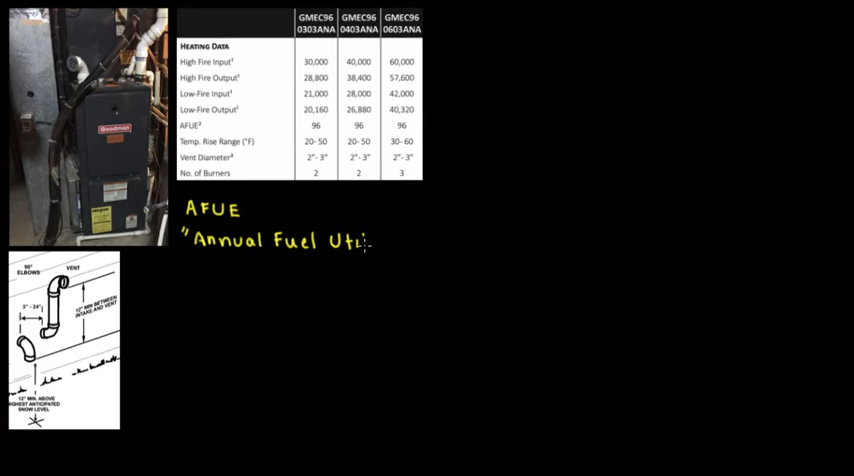 GMEC96 0303ANA GMEC96 0403ANA GMEC96 0603ANA
HEATING DATA
High Fire Input¹ 30,000 40,000 60,000
High Fire Output¹ 28,800 38,400 57,600
Low-Fire Input¹ 21,000 28,000 42,000
Low-Fire Output¹ 20,160 26,880 40,320
AFUE² 96 96 96
Temp. Rise Range (°F) 20- 50 20- 50 30- 60
Vent Diameter³ 2"- 3" 2"- 3" 2"- 3"
No. of Burners 2 2 3
Goodman
AFUE
"Annual Fuel Uti
90° ELBOWS
VENT
3" - 24"
12" MIN BETWEEN
INTAKE AND VENT
12" MIN. ABOVE
HIGHEST ANTICIPATED
SNOW LEVEL